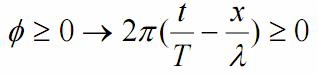 ϕ ≥ 0 → 2π(t/T − x/λ) ≥ 0